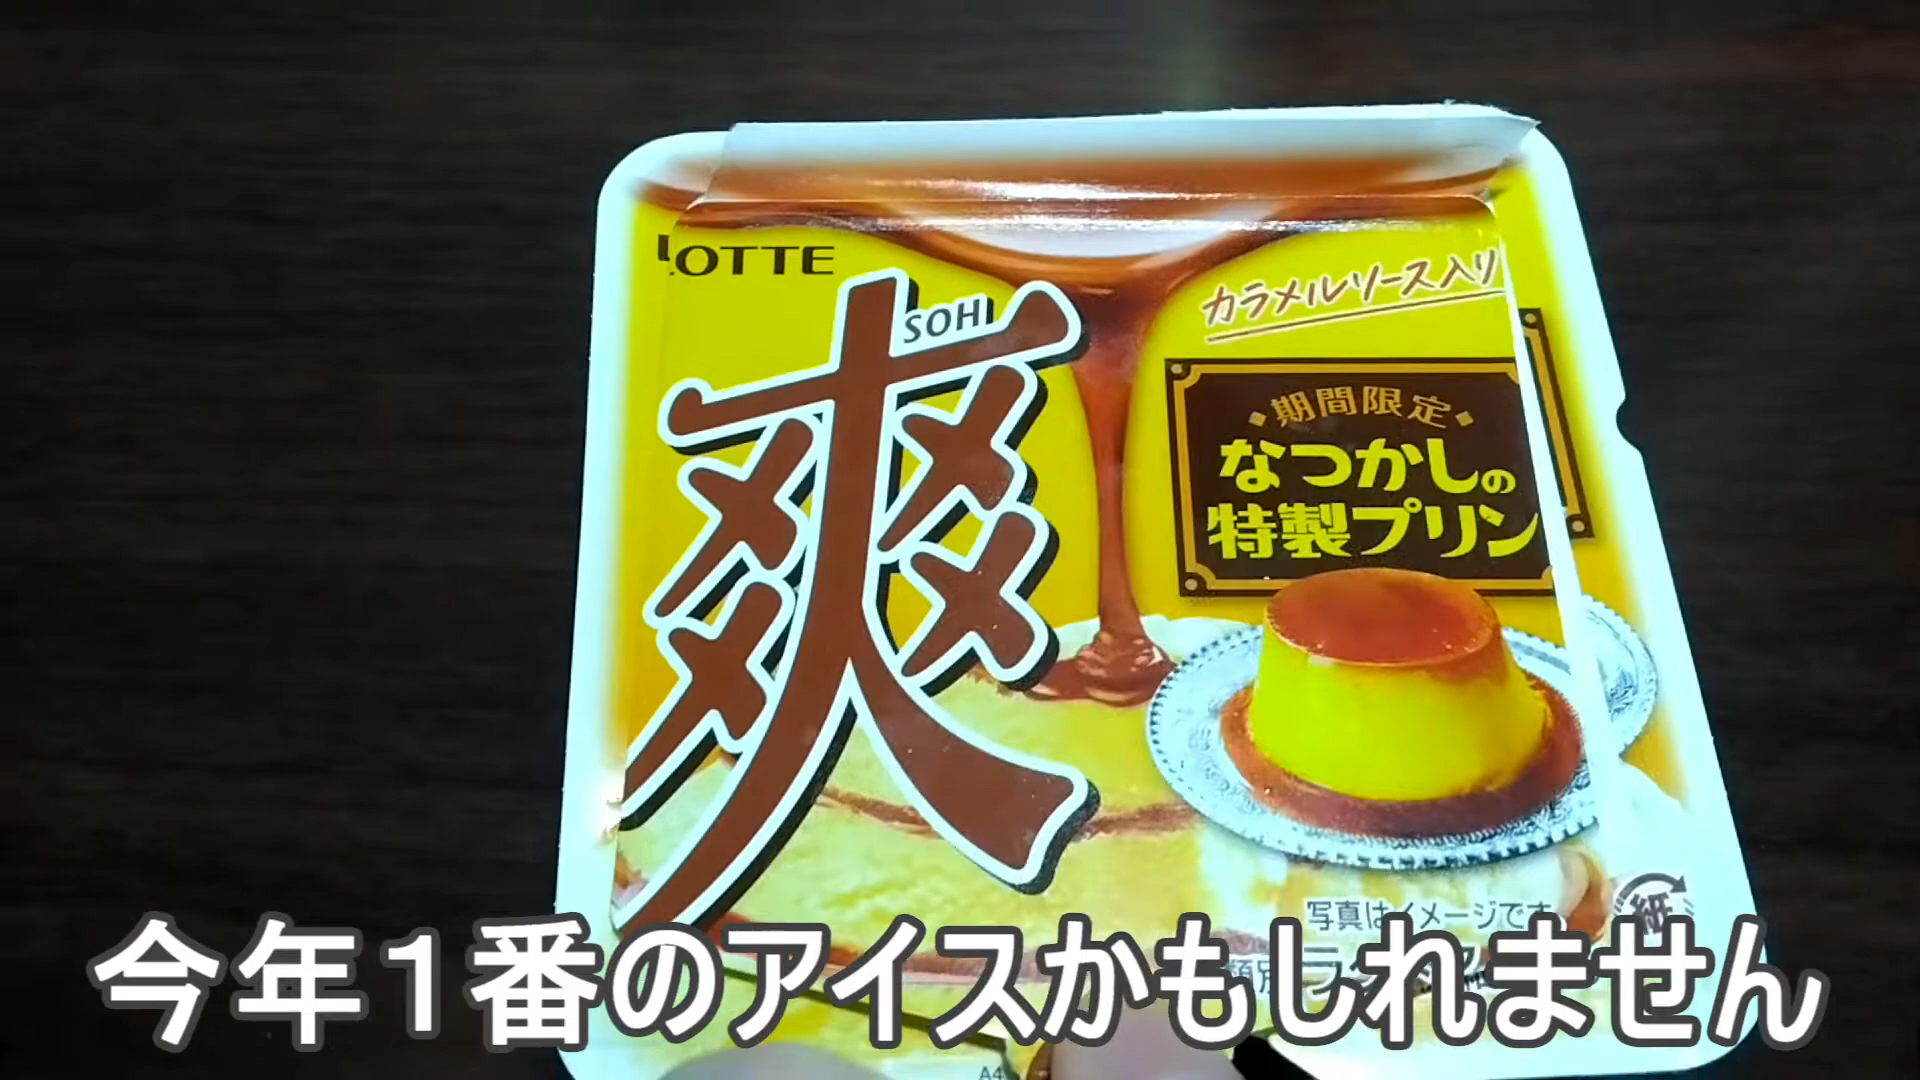 LOTTE
SOH
爽
カラメルソース入り
期間限定
なつかしの
特製プリン
写真はイメージです
紙
今年1番のアイスかもしれません